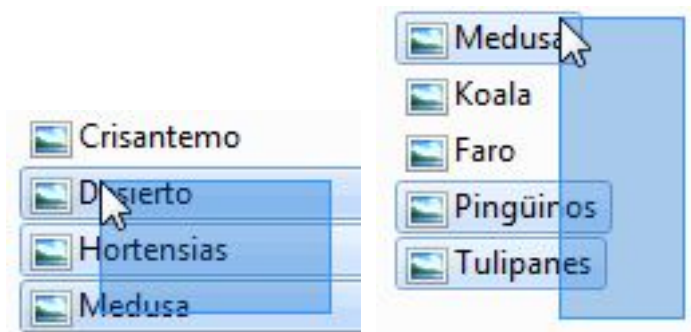 Crisantemo
Desierto
Hortensias
Medusa
Medusa
Koala
Faro
Pingüinos
Tulipanes